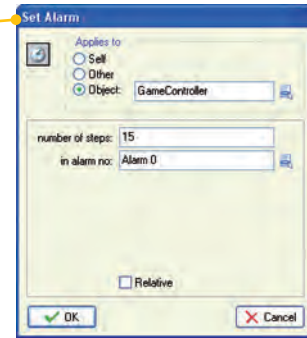 Set Alarm
Applies to
Self
Other
Object: GameController
number of steps: 15
in alarm no: Alarm 0
Relative
OK
Cancel